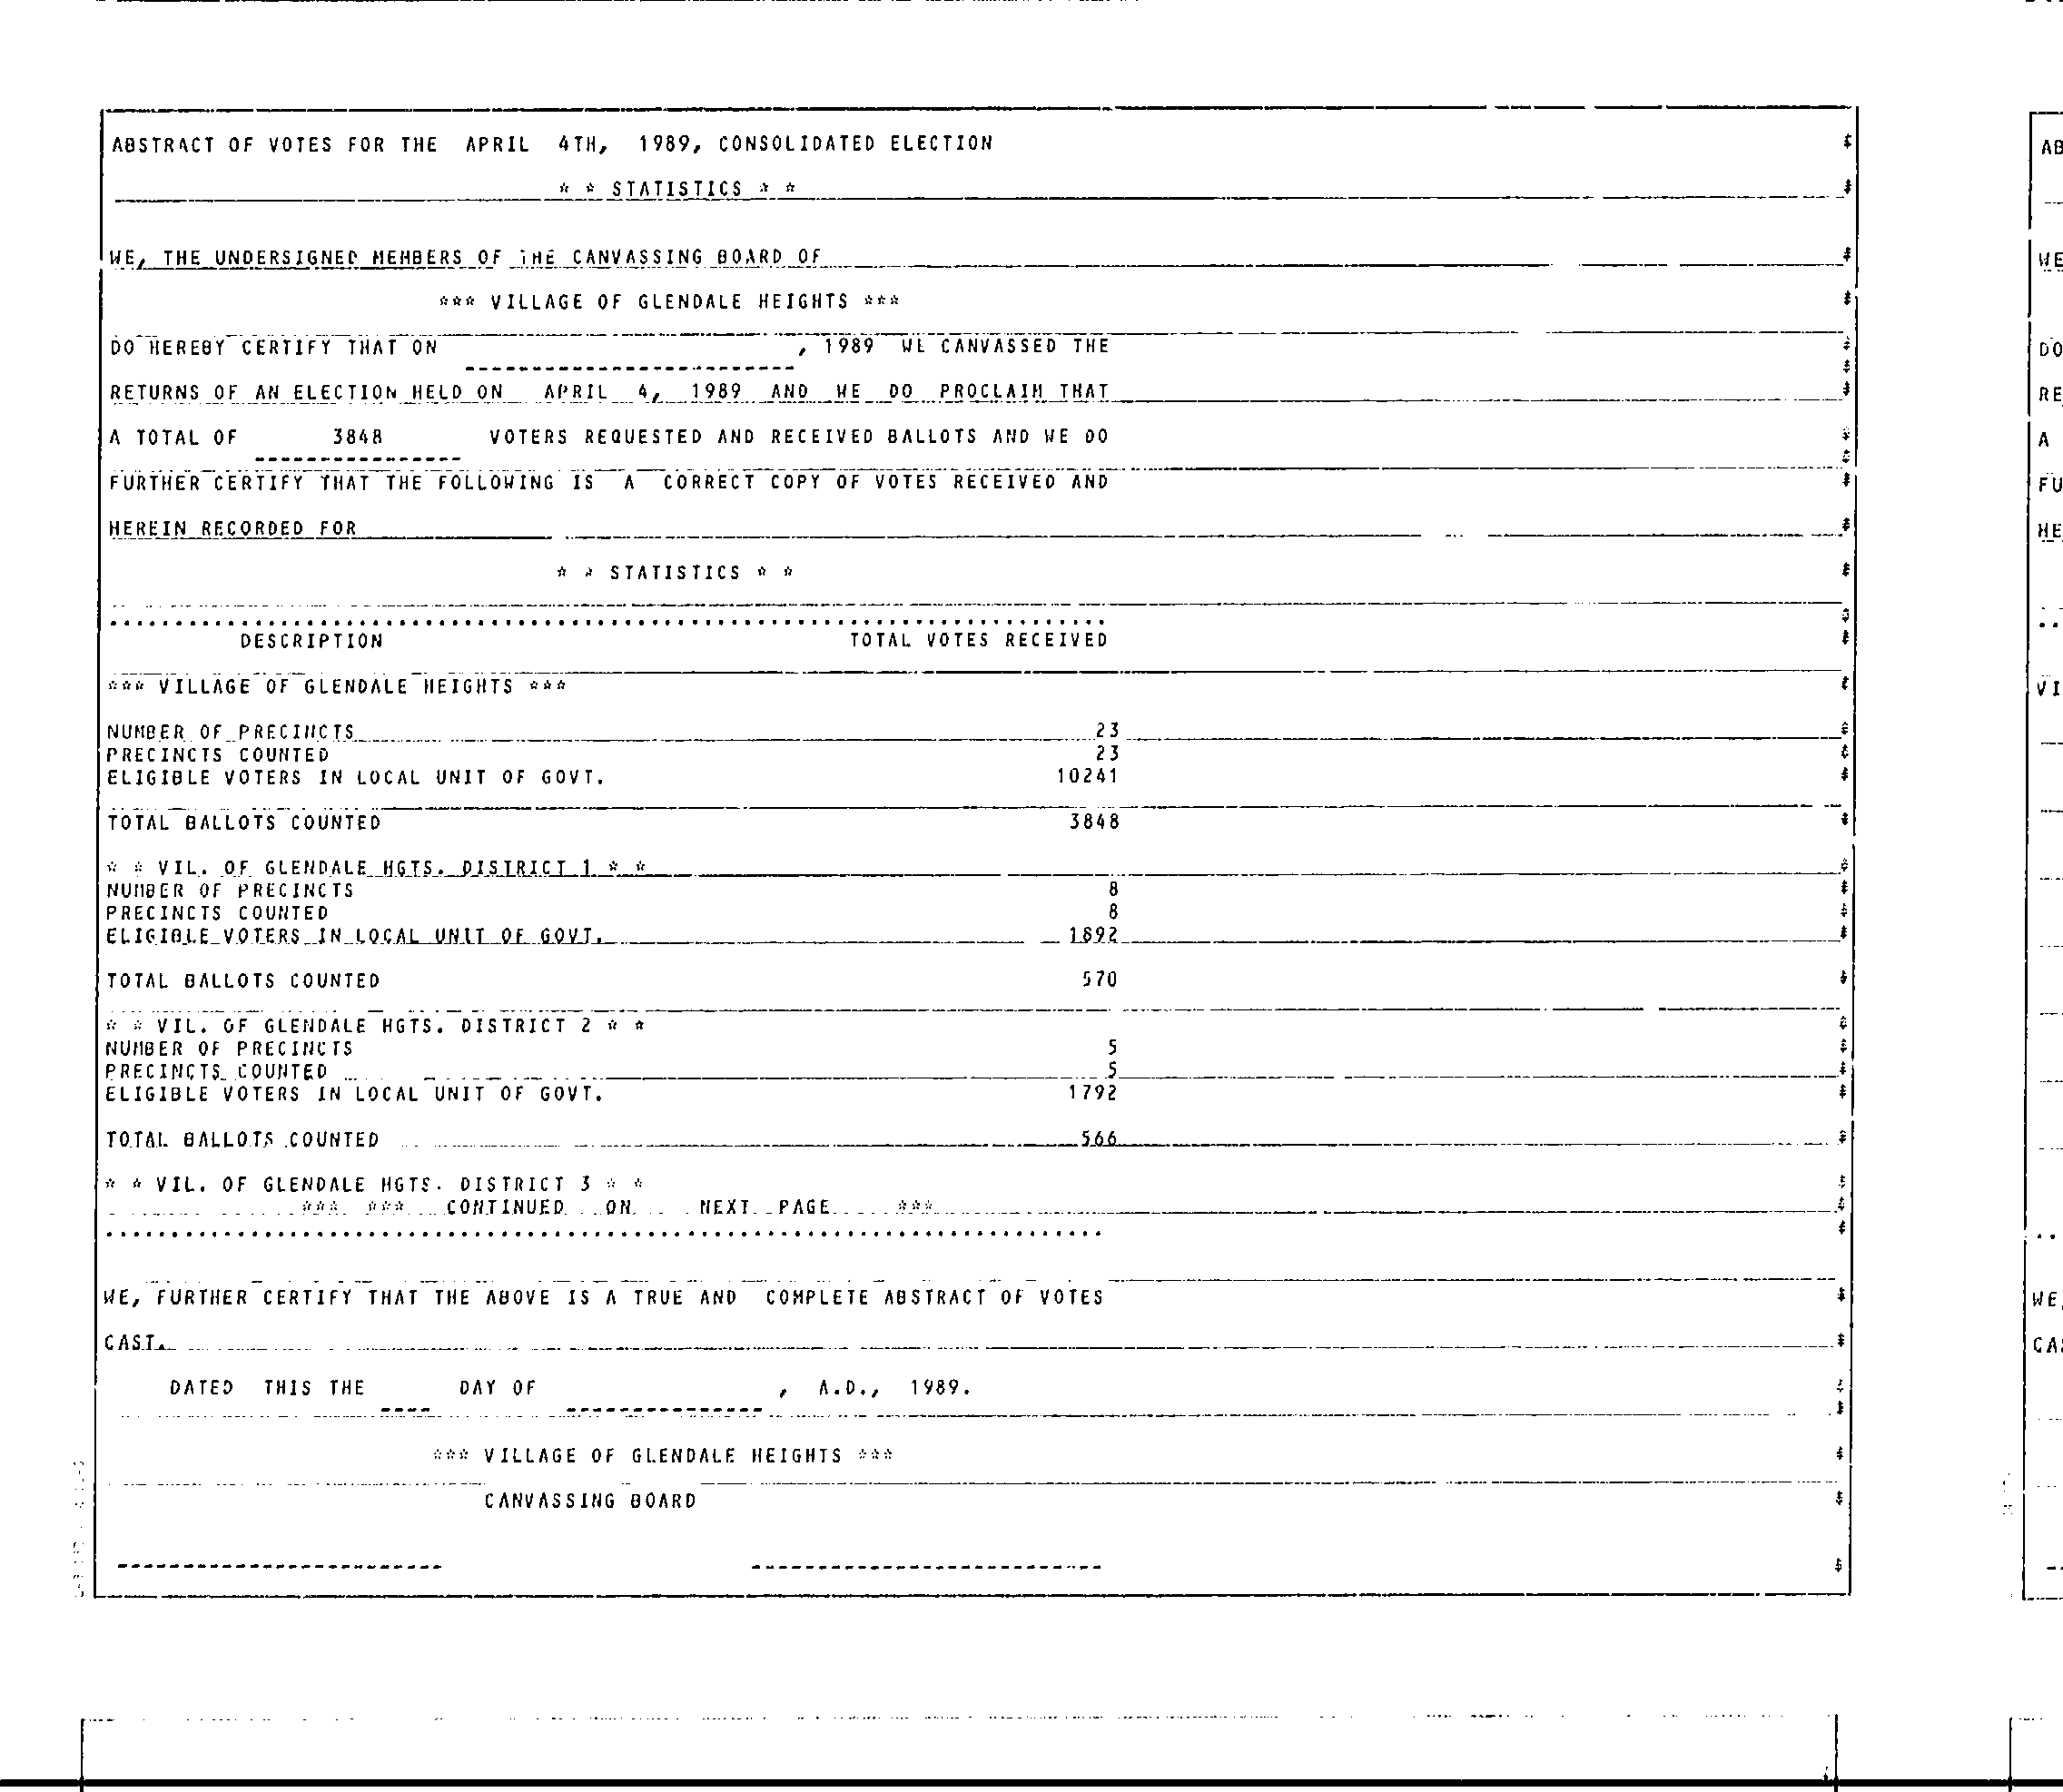 ABSTRACT OF VOTES FOR THE APRIL 4TH, 1989, CONSOLIDATED ELECTION
* * STATISTICS * *
WE, THE UNDERSIGNED MEMBERS OF THE CANVASSING BOARD OF
*** VILLAGE OF GLENDALE HEIGHTS ***
DO HEREBY CERTIFY THAT ON , 1989 WE CANVASSED THE
RETURNS OF AN ELECTION HELD ON APRIL 4, 1989 AND WE DO PROCLAIM THAT
A TOTAL OF 3848 VOTERS REQUESTED AND RECEIVED BALLOTS AND WE DO
FURTHER CERTIFY THAT THE FOLLOWING IS A CORRECT COPY OF VOTES RECEIVED AND
HEREIN RECORDED FOR
* * STATISTICS * *
DESCRIPTION TOTAL VOTES RECEIVED
*** VILLAGE OF GLENDALE HEIGHTS ***
NUMBER OF PRECINCTS 23
PRECINCTS COUNTED 23
ELIGIBLE VOTERS IN LOCAL UNIT OF GOVT. 10241
TOTAL BALLOTS COUNTED 3848
* * VIL. OF GLENDALE HGTS. DISTRICT 1 * *
NUMBER OF PRECINCTS 8
PRECINCTS COUNTED 8
ELIGIBLE VOTERS IN LOCAL UNIT OF GOVT. 1892
TOTAL BALLOTS COUNTED 570
* * VIL. OF GLENDALE HGTS. DISTRICT 2 * *
NUMBER OF PRECINCTS 5
PRECINCTS COUNTED 5
ELIGIBLE VOTERS IN LOCAL UNIT OF GOVT. 1792
TOTAL BALLOTS COUNTED 566
* * VIL. OF GLENDALE HGTS. DISTRICT 3 * *
*** *** CONTINUED ON NEXT PAGE ***
WE, FURTHER CERTIFY THAT THE ABOVE IS A TRUE AND COMPLETE ABSTRACT OF VOTES
CAST.
DATED THIS THE ---- DAY OF --------------- , A.D., 1989.
*** VILLAGE OF GLENDALE HEIGHTS ***
CANVASSING BOARD
AB
WE
DO
RE
A
FU
HE
VI
WE,
CA